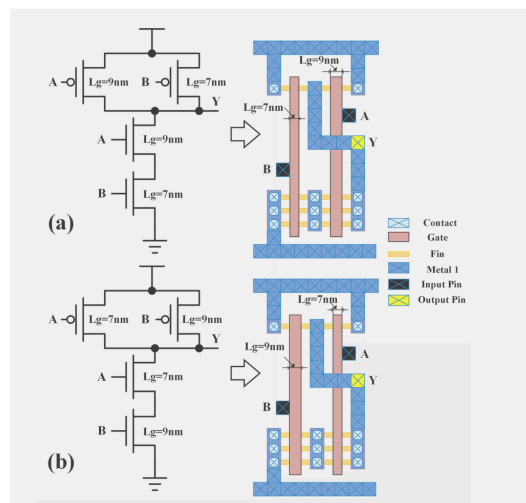 A Lg=9nm B Lg=7nm
Y
A Lg=9nm
B Lg=7nm
(a)
Lg=9nm
Lg=7nm
A
Y
B
Contact
Gate
Fin
Metal 1
Input Pin
Output Pin
A Lg=7nm B Lg=9nm
Y
A Lg=7nm
B Lg=9nm
(b)
Lg=7nm
Lg=9nm
A
Y
B